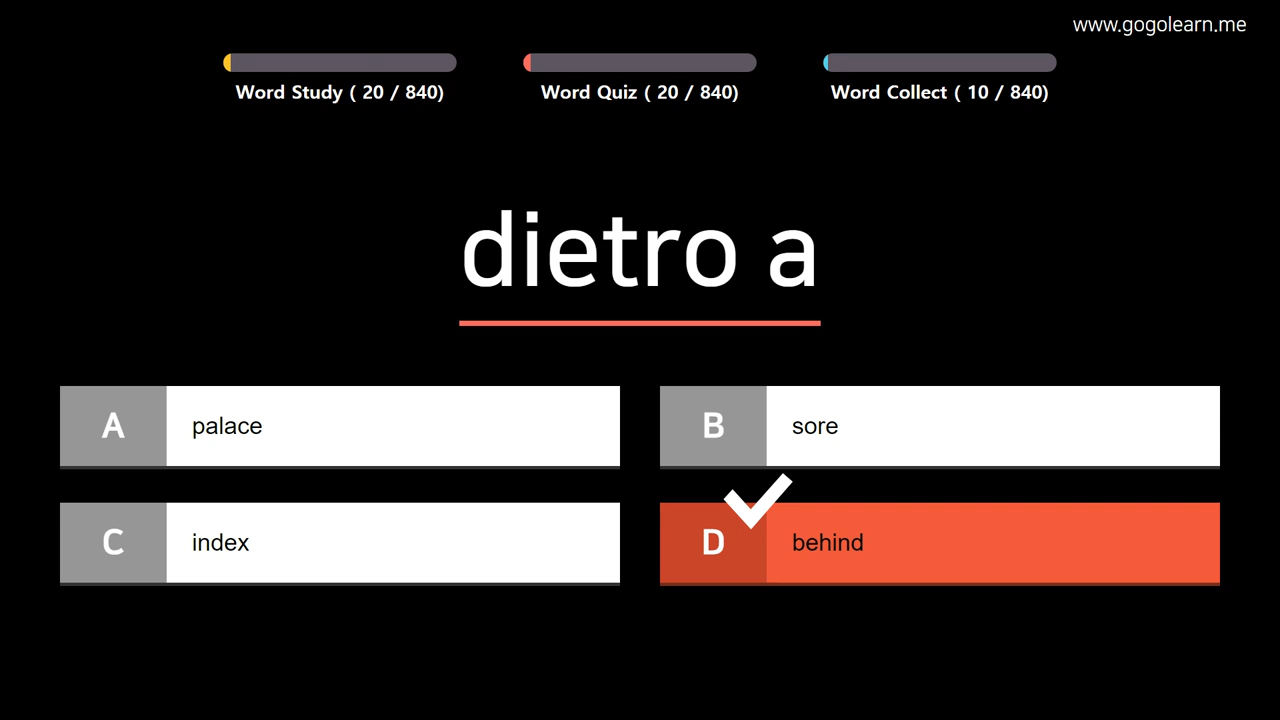 www.gogolearn.me
Word Study ( 20 / 840)
Word Quiz ( 20 / 840)
Word Collect ( 10 / 840)
dietro a
A palace
B sore
C index
D behind